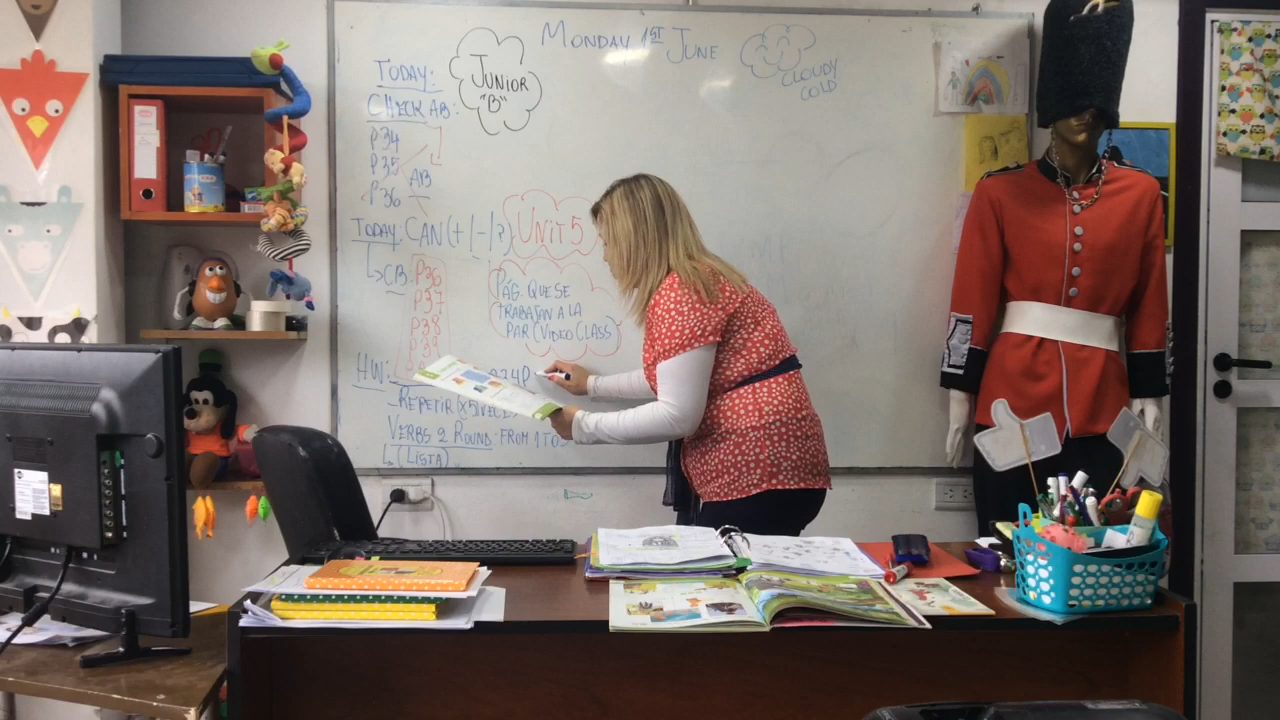 MONDAY 1ST JUNE
CLOUDY
COLD
JUNIOR
"B"
TODAY:
CHECK AB:
P34
P35
P36
AB
TODAY: CAN (+ | - | ?)
UNIT 5
CB:
P36
P37
P38
P39
PÁG. QUE SE
TRABAJAN A LA
PAR (VIDEO CLASS)
HW:
REPETIR (X5 VECES
VERBS 2 ROUND: FROM 1 TO
(LISTA)